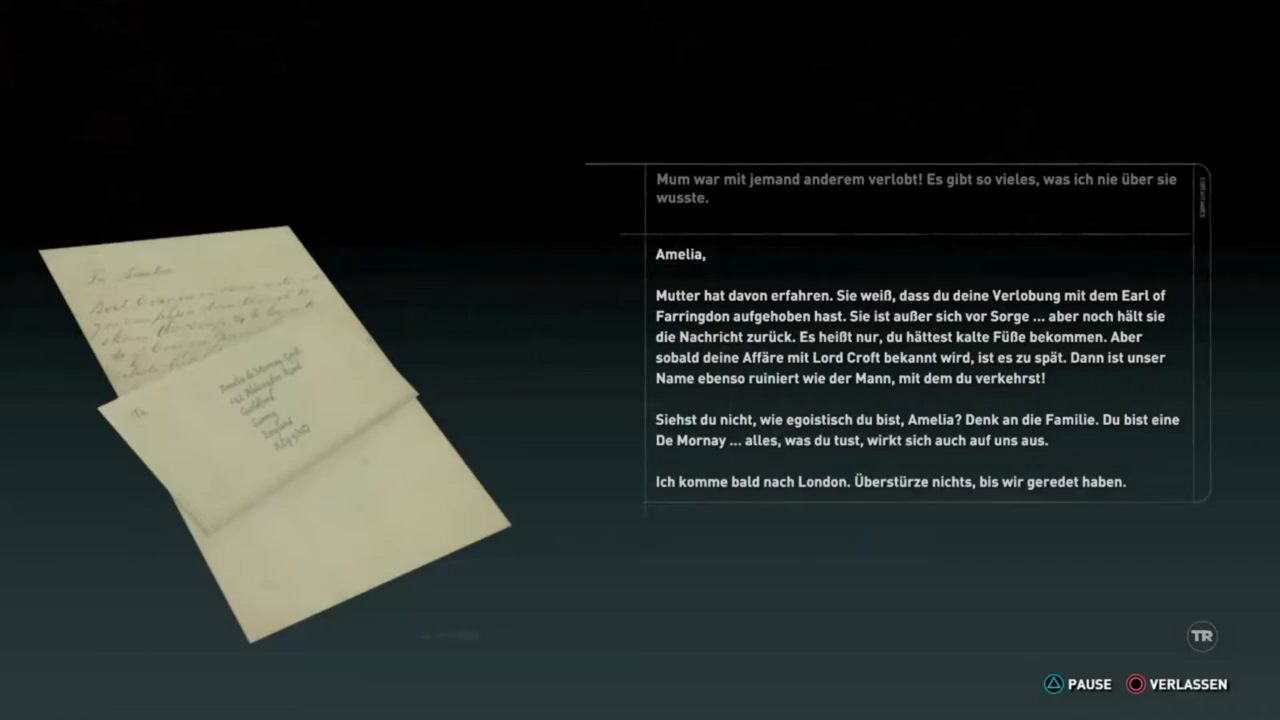 Mum war mit jemand anderem verlobt! Es gibt so vieles, was ich nie über sie
wusste.
Amelia,
Mutter hat davon erfahren. Sie weiß, dass du deine Verlobung mit dem Earl of
Farringdon aufgehoben hast. Sie ist außer sich vor Sorge ... aber noch hält sie
die Nachricht zurück. Es heißt nur, du hättest kalte Füße bekommen. Aber
sobald deine Affäre mit Lord Croft bekannt wird, ist es zu spät. Dann ist unser
Name ebenso ruiniert wie der Mann, mit dem du verkehrst!
Siehst du nicht, wie egoistisch du bist, Amelia? Denk an die Familie. Du bist eine
De Mornay ... alles, was du tust, wirkt sich auch auf uns aus.
Ich komme bald nach London. Überstürze nichts, bis wir geredet haben.
To
Surrey
England
TR
PAUSE VERLASSEN